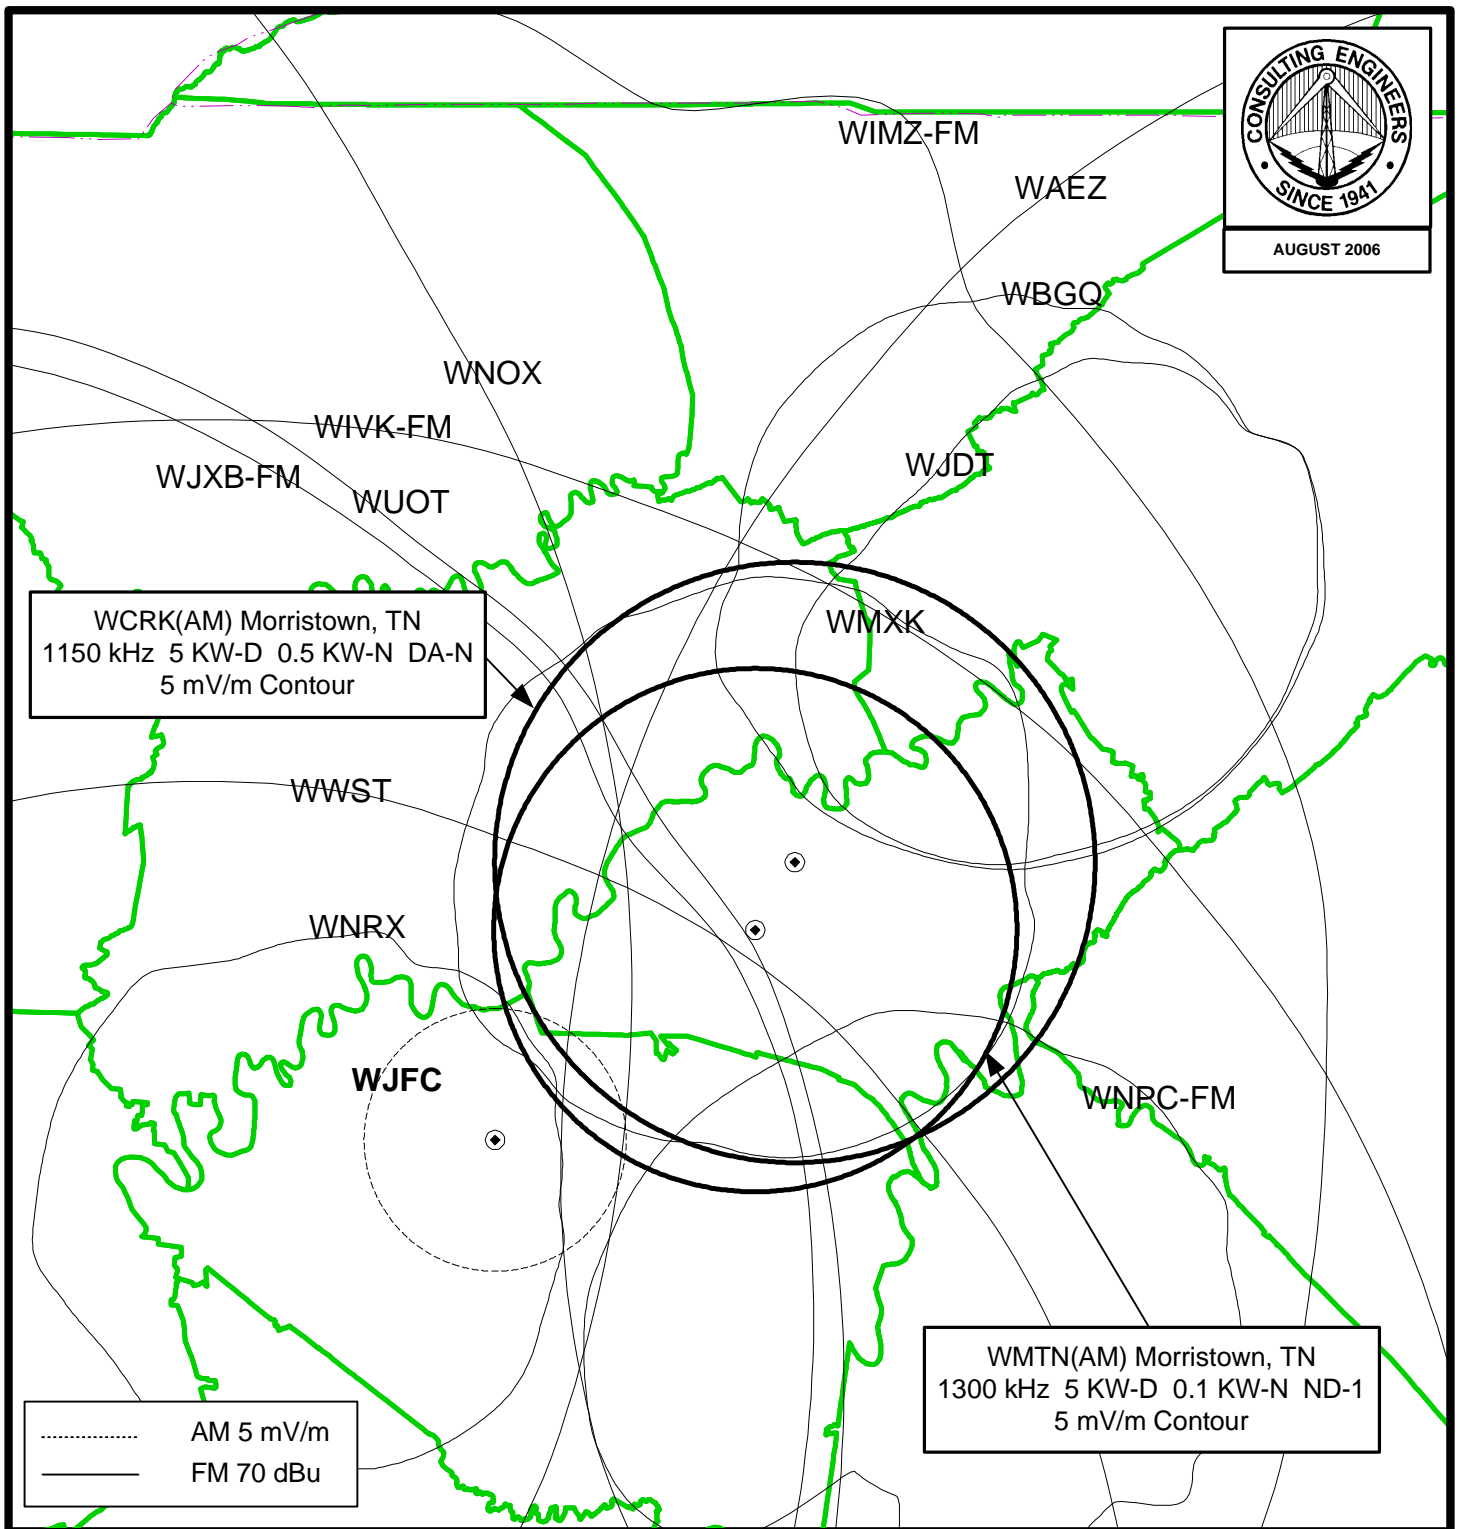 CONSULTING ENGINEERS
SINCE 1941
AUGUST 2006
WIMZ-FM
WAEZ
WBGQ
WNOX
WIVK-FM
WJXB-FM
WUOT
WJDT
WCRK(AM) Morristown, TN
1150 kHz 5 KW-D 0.5 KW-N DA-N
5 mV/m Contour
WMXK
WWST
WNRX
WJFC
WNPC-FM
WMTN(AM) Morristown, TN
1300 kHz 5 KW-D 0.1 KW-N ND-1
5 mV/m Contour
AM 5 mV/m
FM 70 dBu